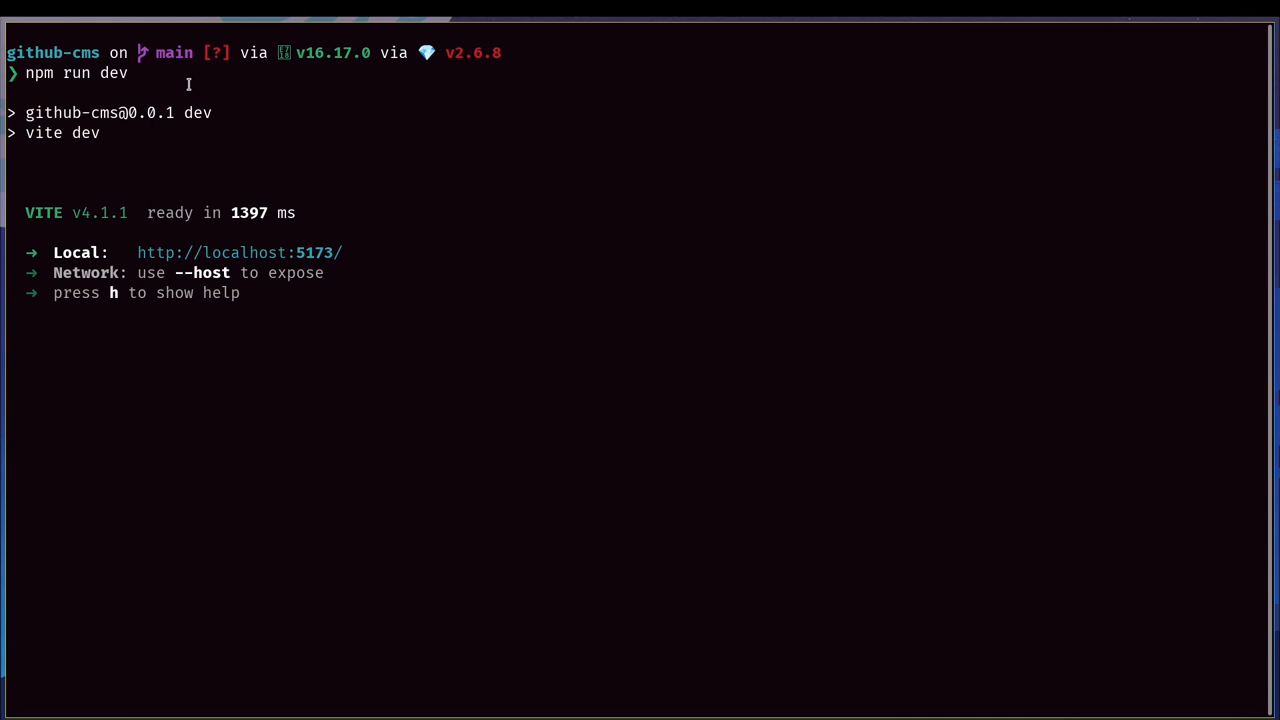 github-cms on main [?] via v16.17.0 via 💎 v2.6.8
❯ npm run dev
> github-cms@0.0.1 dev
> vite dev
VITE v4.1.1 ready in 1397 ms
➜ Local: http://localhost:5173/
➜ Network: use --host to expose
➜ press h to show help